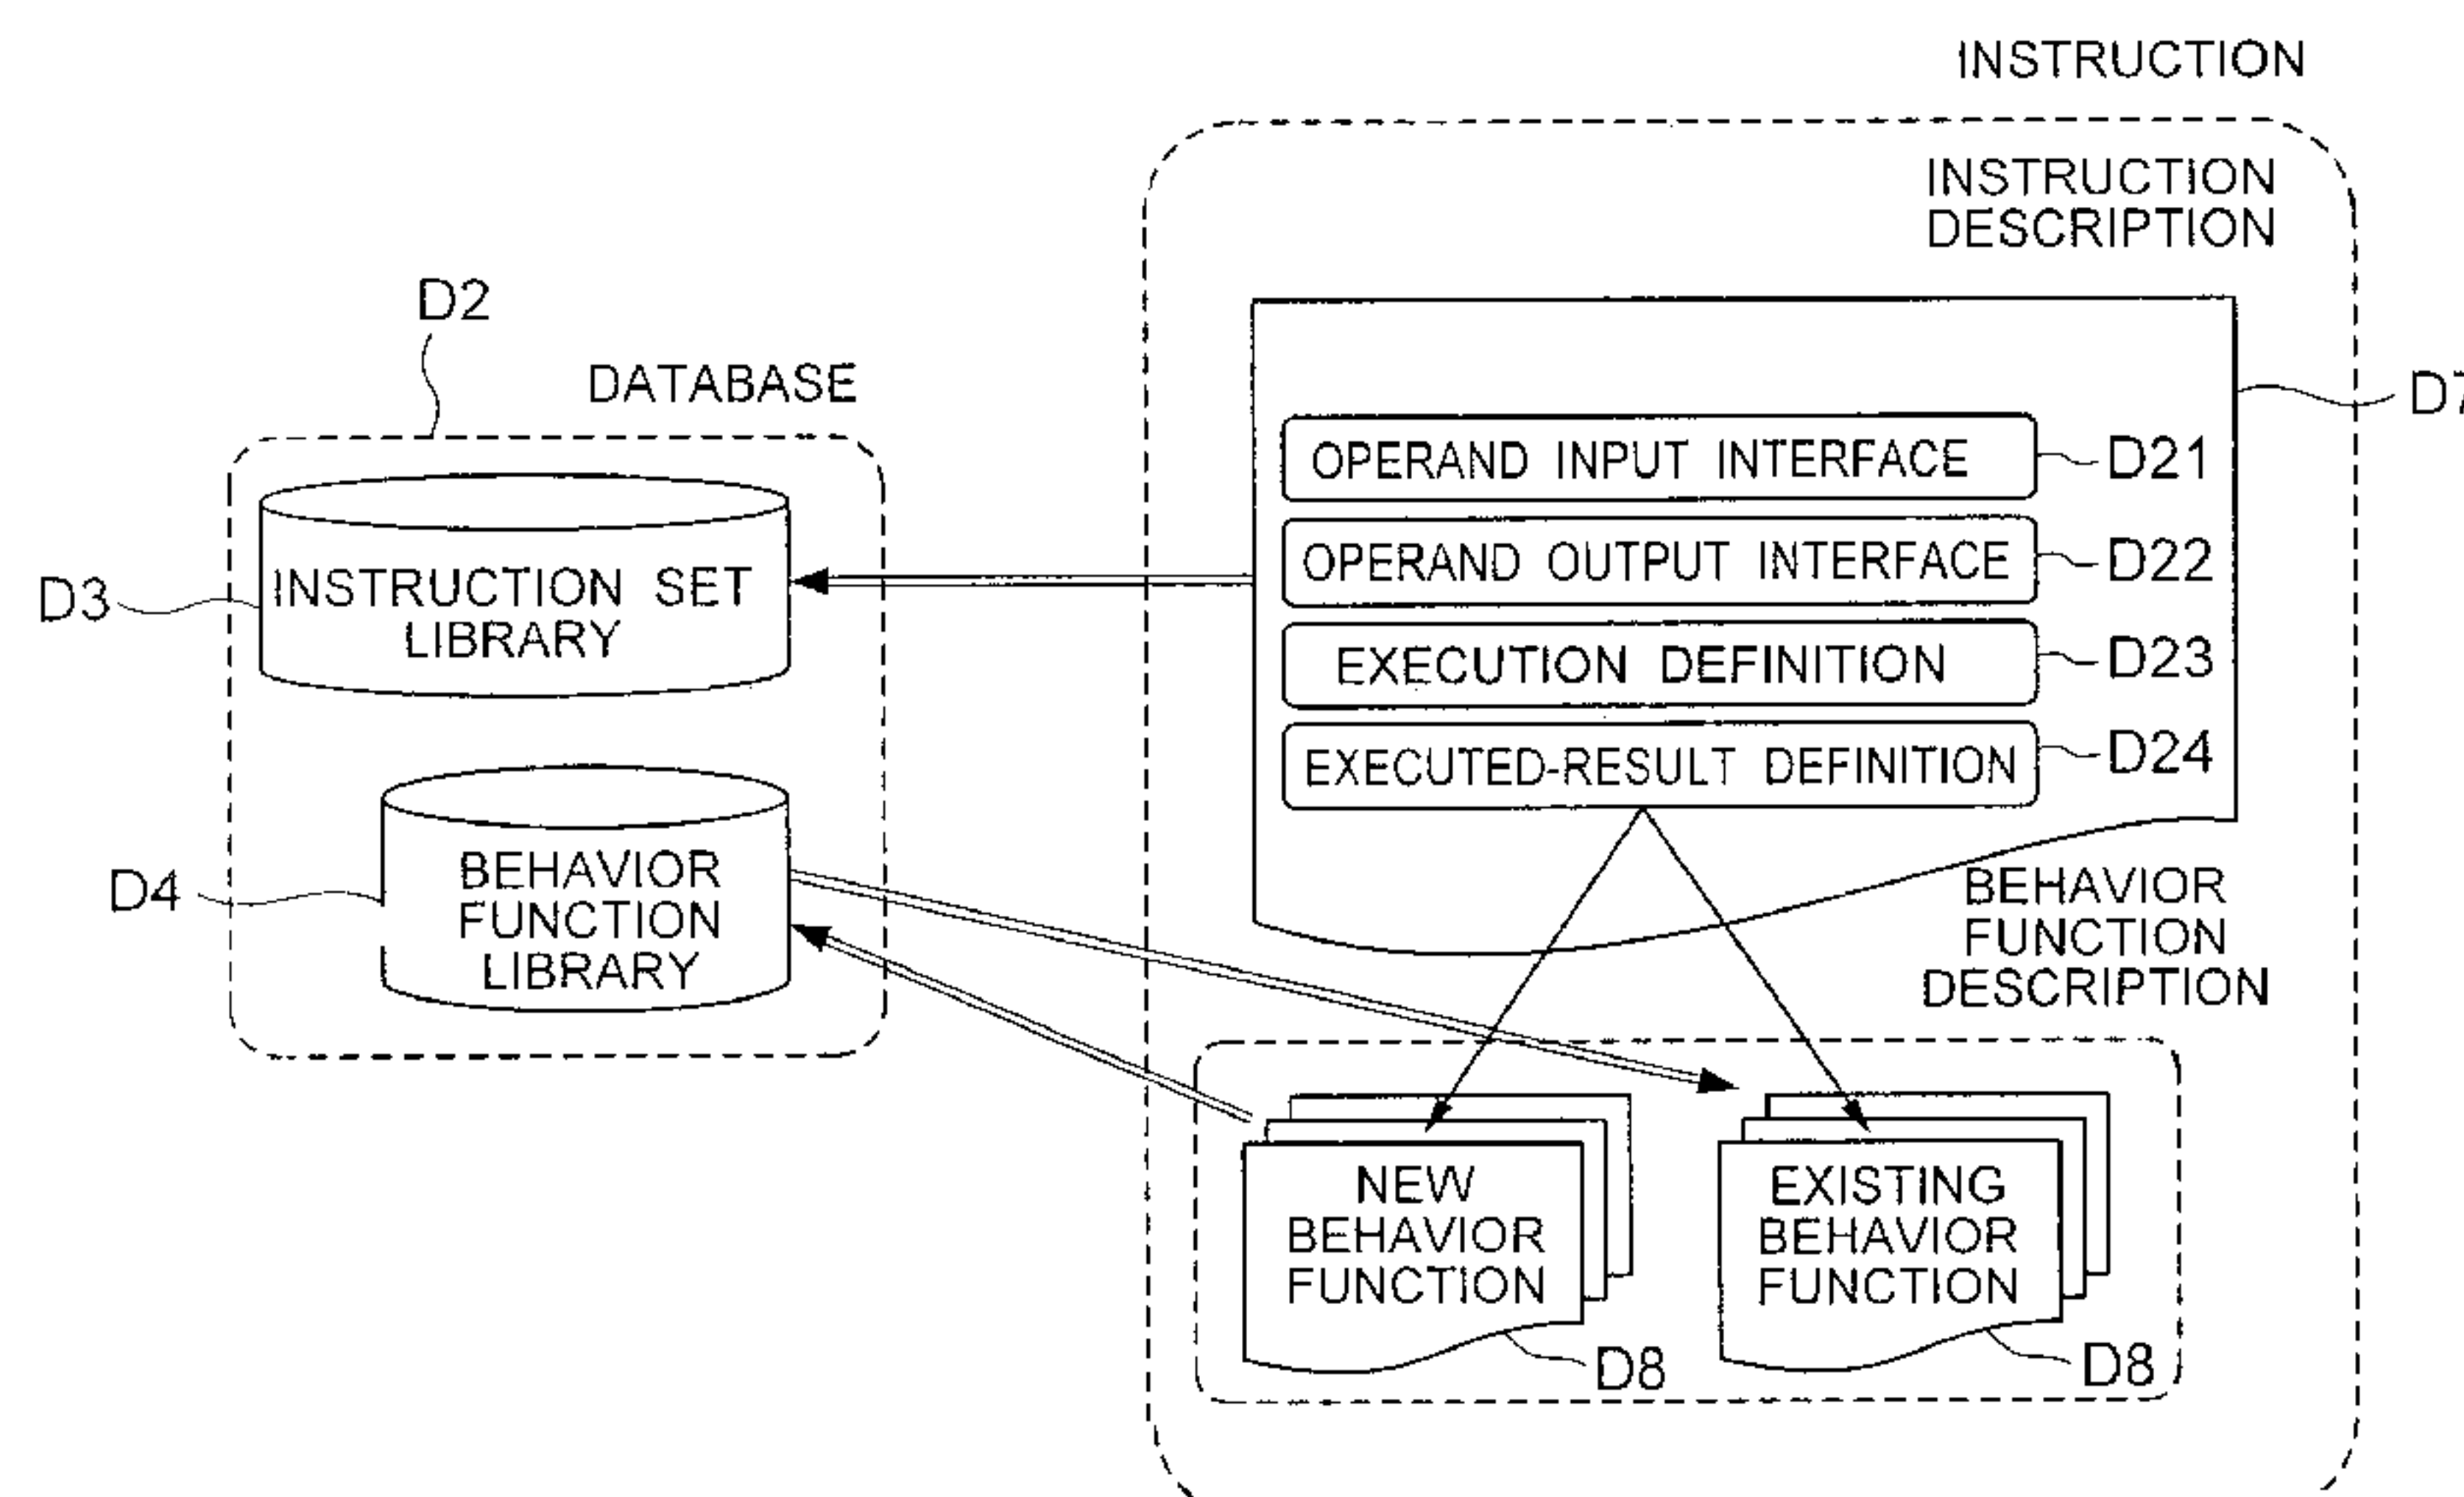 INSTRUCTION
INSTRUCTION
DESCRIPTION
D2
DATABASE
D7
OPERAND INPUT INTERFACE
D21
OPERAND OUTPUT INTERFACE
D22
EXECUTION DEFINITION
D23
EXECUTED-RESULT DEFINITION
D24
D3
INSTRUCTION SET
LIBRARY
D4
BEHAVIOR
FUNCTION
LIBRARY
BEHAVIOR
FUNCTION
DESCRIPTION
NEW
BEHAVIOR
FUNCTION
D8
EXISTING
BEHAVIOR
FUNCTION
D8